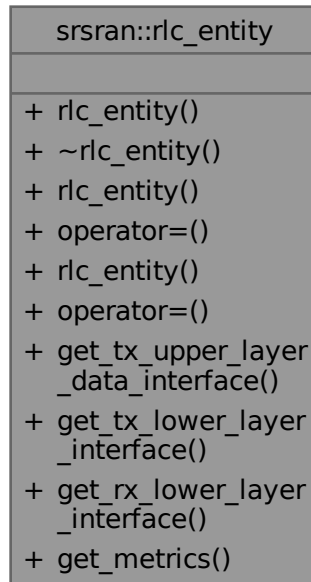 srsran::rlc_entity
+ rlc_entity()
+ ~rlc_entity()
+ rlc_entity()
+ operator=()
+ rlc_entity()
+ operator=()
+ get_tx_upper_layer
_data_interface()
+ get_tx_lower_layer
_interface()
+ get_rx_lower_layer
_interface()
+ get_metrics()